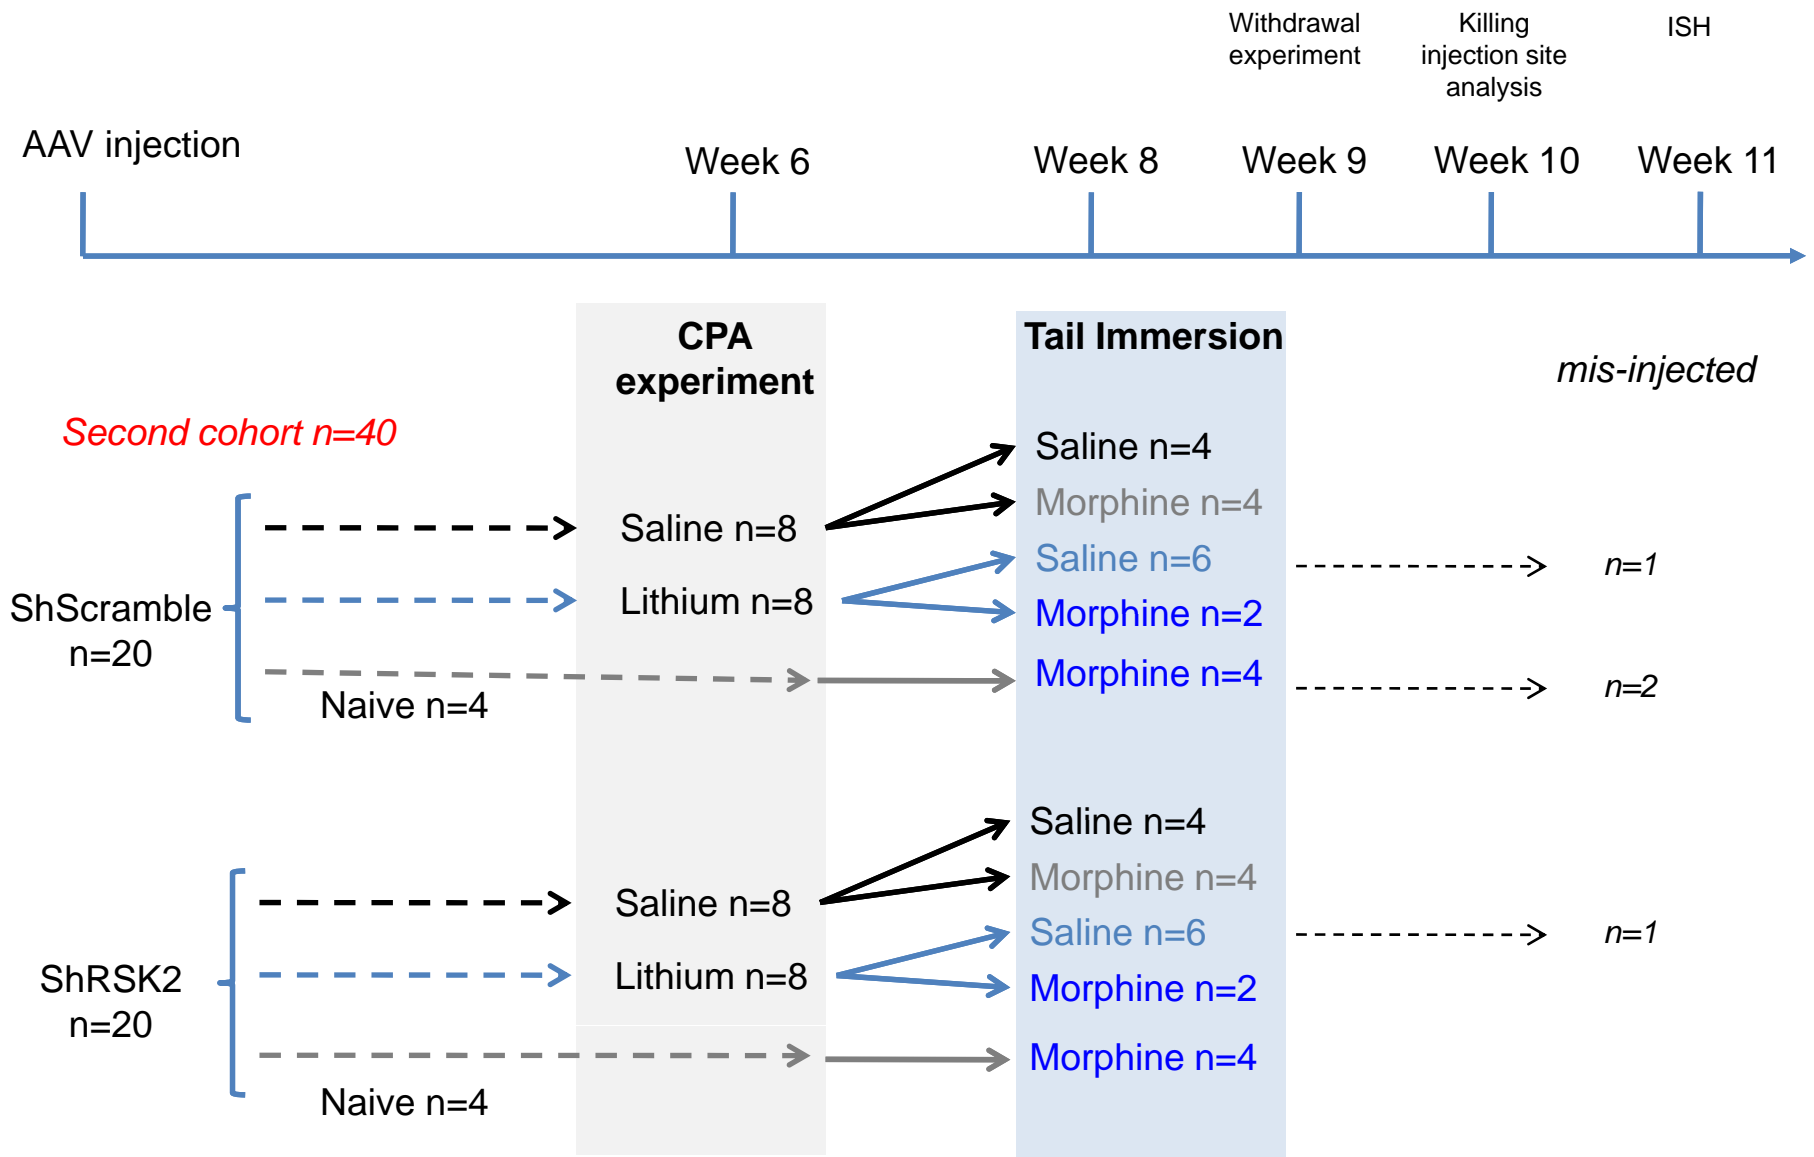 Withdrawal
experiment
Killing
injection site
analysis
ISH
AAV injection
Week 6
Week 8
Week 9
Week 10
Week 11
CPA
experiment
Tail Immersion
mis-injected
Second cohort n=40
ShScramble
n=20
Saline n=8
Lithium n=8
Naive n=4
Saline n=4
Morphine n=4
Saline n=6
Morphine n=2
Morphine n=4
n=1
n=2
ShRSK2
n=20
Saline n=8
Lithium n=8
Naive n=4
Saline n=4
Morphine n=4
Saline n=6
Morphine n=2
Morphine n=4
n=1